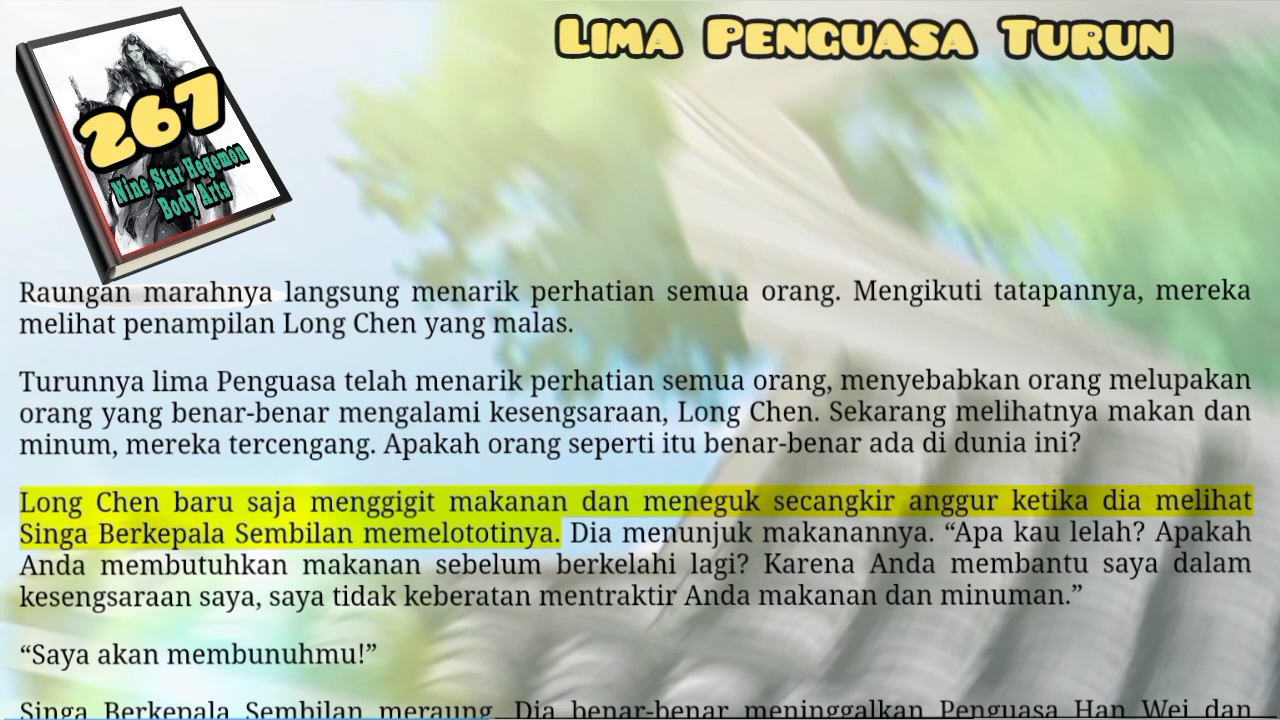 LIMA PENGUASA TURUN
267
Nine Star Hegemon
Body Arts
Raungan marahnya langsung menarik perhatian semua orang. Mengikuti tatapannya, mereka
melihat penampilan Long Chen yang malas.
Turunnya lima Penguasa telah menarik perhatian semua orang, menyebabkan orang melupakan
orang yang benar-benar mengalami kesengsaraan, Long Chen. Sekarang melihatnya makan dan
minum, mereka tercengang. Apakah orang seperti itu benar-benar ada di dunia ini?
Long Chen baru saja menggigit makanan dan meneguk secangkir anggur ketika dia melihat
Singa Berkepala Sembilan memelototinya. Dia menunjuk makanannya. “Apa kau lelah? Apakah
Anda membutuhkan makanan sebelum berkelahi lagi? Karena Anda membantu saya dalam
kesengsaraan saya, saya tidak keberatan mentraktir Anda makanan dan minuman.”
“Saya akan membunuhmu!”
Singa Berkepala Sembilan meraung. Dia benar-benar meninggalkan Penguasa Han Wei dan